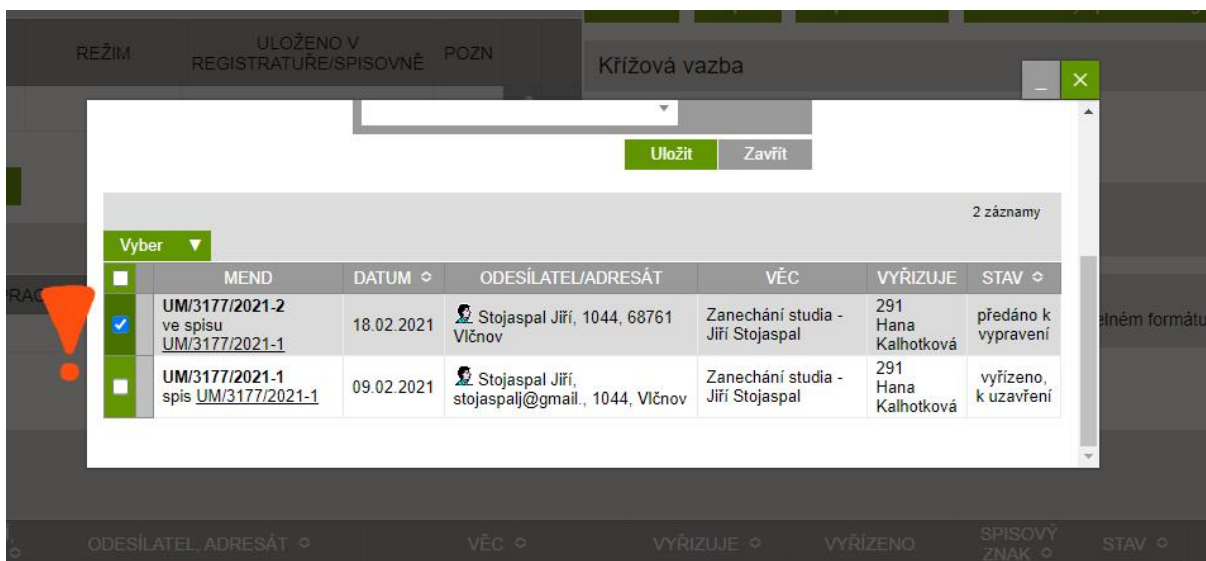 REŽIM
ULOŽENO V
REGISTRATUŘE/SPISOVNĚ
POZN
Křížová vazba
Uložit
Zavřít
2 záznamy
Vyber
MEND
DATUM
ODESÍLATEL/ADRESÁT
VĚC
VYŘIZUJE
STAV
UM/3177/2021-2
ve spisu
UM/3177/2021-1
18.02.2021
Stojaspal Jiří, 1044, 68761
Vlčnov
Zanechání studia -
Jiří Stojaspal
291
Hana
Kalhotková
předáno k
vypravení
elném formátu
UM/3177/2021-1
spis UM/3177/2021-1
09.02.2021
Stojaspal Jiří,
stojaspalj@gmail., 1044, Vlčnov
Zanechání studia -
Jiří Stojaspal
291
Hana
Kalhotková
vyřízeno,
k uzavření
ODESÍLATEL, ADRESÁT
VĚC
VYŘIZUJE
VYŘÍZENO
SPISOVÝ
ZNAK
STAV